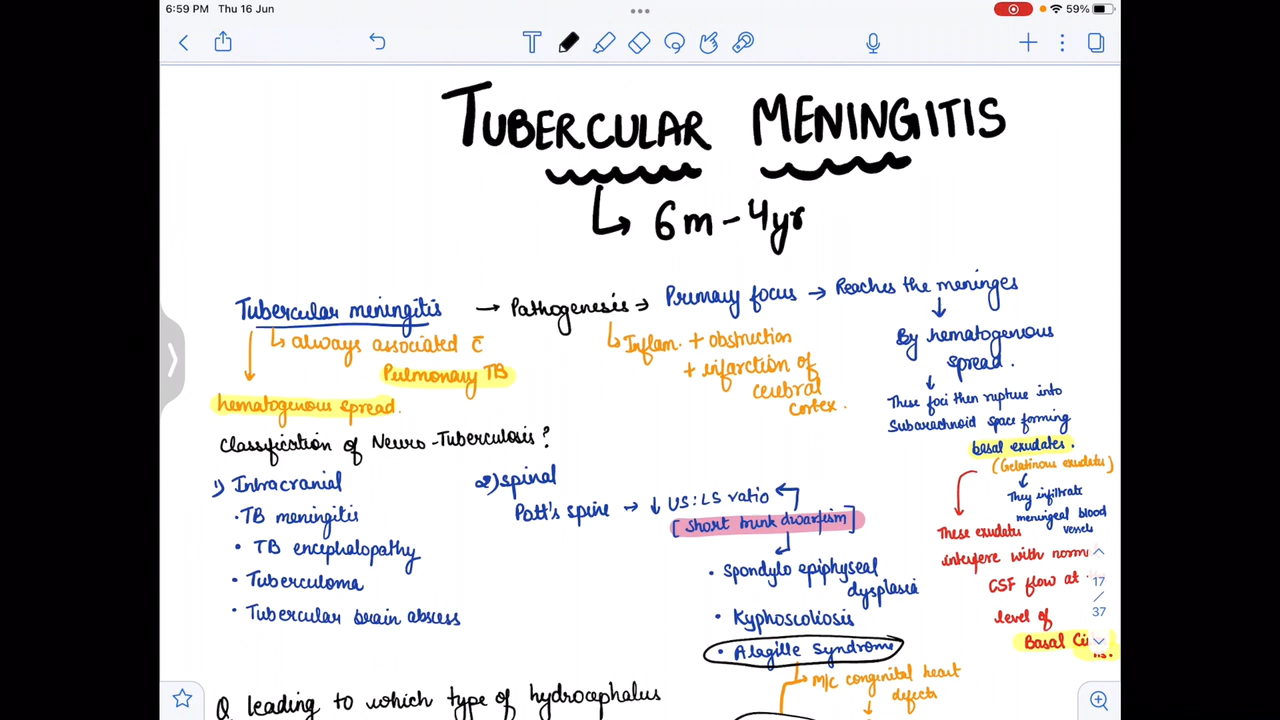 6:59 PM Thu 16 Jun
59%
TUBERCULAR MENINGITIS
6m - 4yr
Tubercular meningitis → Pathogenesis → Primary focus → Reaches the meninges
always associated c̄
Pulmonary TB
hematogenous spread.
Inflam. + obstruction
+ infarction of
cerebral
cortex.
By hematogenous
spread.
These foci then rupture into
Subarachnoid space forming
basal exudates.
(Gelatinous exudates)
They infiltrate
meningeal blood
vessels
These exudates
interfere with norm
CSF flow at
level of
Basal Ci
17
/
37
Classification of Neuro-Tuberculosis?
1) Intracranial
• TB meningitis
• TB encephalopathy
• Tuberculoma
• Tubercular brain abscess
2) spinal
Pott's spine → ↓ US:LS ratio
[Short trunk dwarfism]
• Spondylo epiphyseal
dysplasia
• Kyphoscoliosis
• Alagille Syndrome
M/C congenital heart
defects
Q leading to which type of hydrocephalus